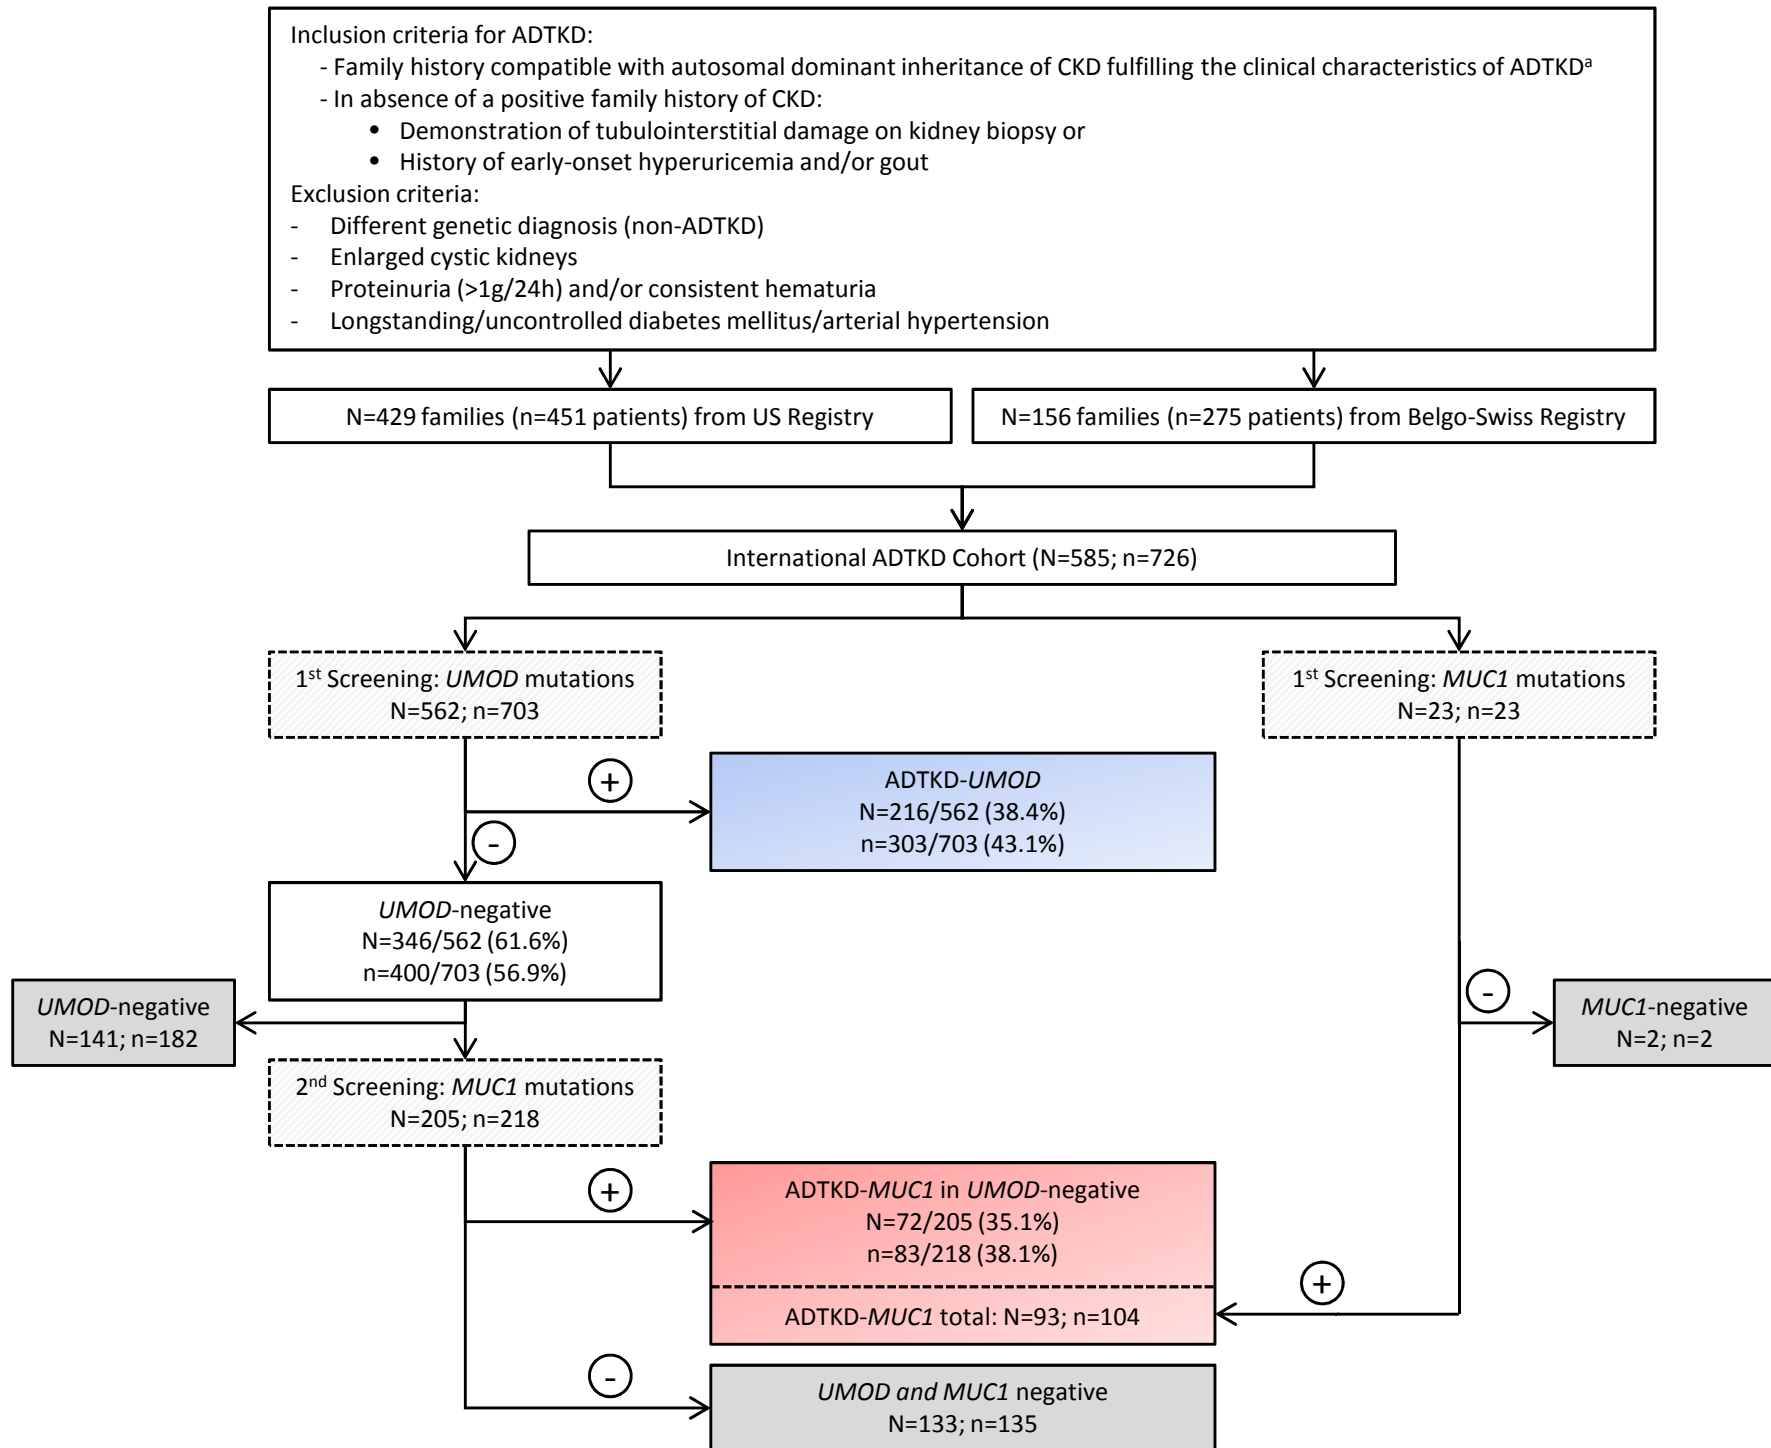 Inclusion criteria for ADTKD:
- Family history compatible with autosomal dominant inheritance of CKD fulfilling the clinical characteristics of ADTKDᵃ
- In absence of a positive family history of CKD:
• Demonstration of tubulointerstitial damage on kidney biopsy or
• History of early-onset hyperuricemia and/or gout
Exclusion criteria:
- Different genetic diagnosis (non-ADTKD)
- Enlarged cystic kidneys
- Proteinuria (>1g/24h) and/or consistent hematuria
- Longstanding/uncontrolled diabetes mellitus/arterial hypertension
N=429 families (n=451 patients) from US Registry
N=156 families (n=275 patients) from Belgo-Swiss Registry
International ADTKD Cohort (N=585; n=726)
1st Screening: UMOD mutations
N=562; n=703
1st Screening: MUC1 mutations
N=23; n=23
+
ADTKD-UMOD
N=216/562 (38.4%)
n=303/703 (43.1%)
-
UMOD-negative
N=346/562 (61.6%)
n=400/703 (56.9%)
UMOD-negative
N=141; n=182
-
MUC1-negative
N=2; n=2
2nd Screening: MUC1 mutations
N=205; n=218
+
ADTKD-MUC1 in UMOD-negative
N=72/205 (35.1%)
n=83/218 (38.1%)
+
ADTKD-MUC1 total: N=93; n=104
-
UMOD and MUC1 negative
N=133; n=135